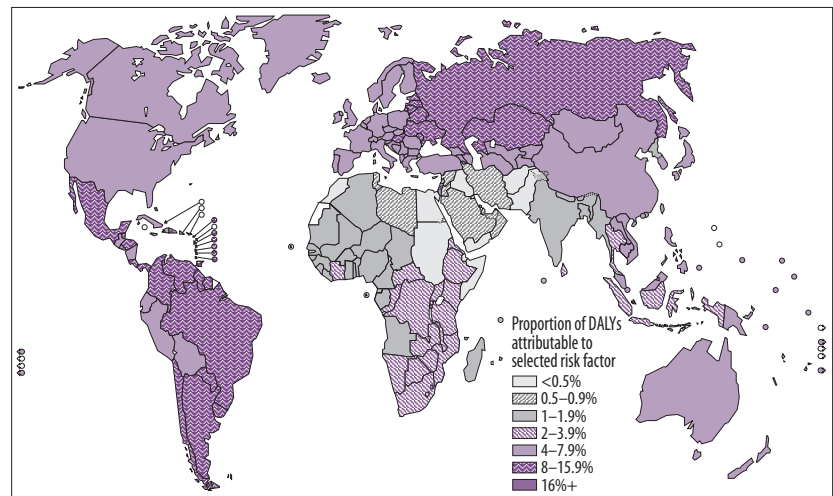 Proportion of DALYs
attributable to
selected risk factor
<0.5%
0.5–0.9%
1–1.9%
2–3.9%
4–7.9%
8–15.9%
16%+